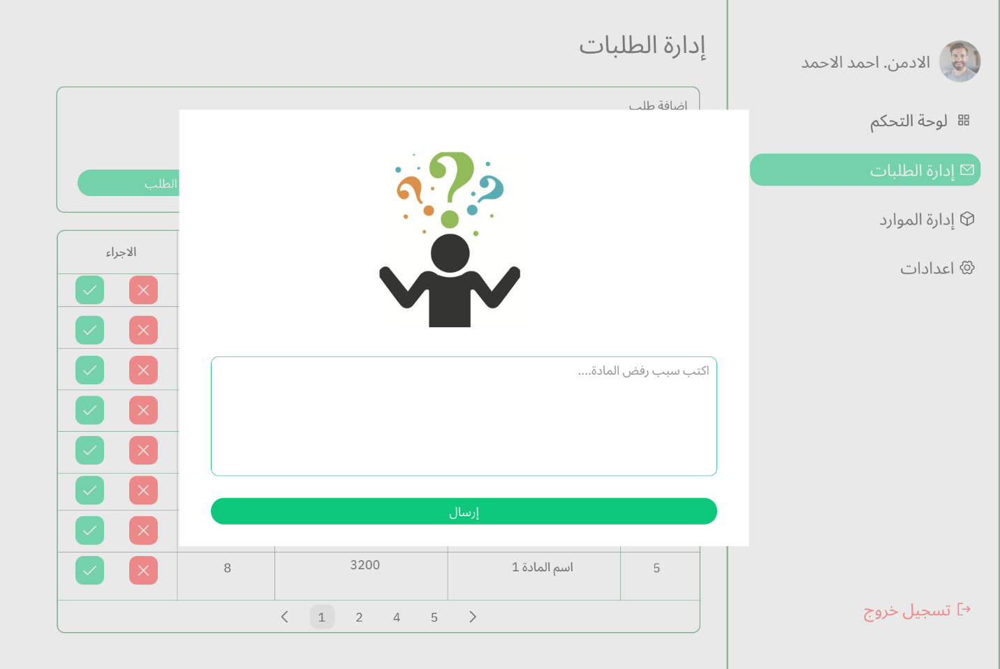 الادمن. احمد الاحمد
لوحة التحكم
إدارة الطلبات
إدارة الموارد
اعدادات
تسجيل خروج
إدارة الطلبات
اضافة طلب
الطلب
الاجراء
اكتب سبب رفض المادة....
إرسال
5 اسم المادة 1 3200 8
1 2 4 5